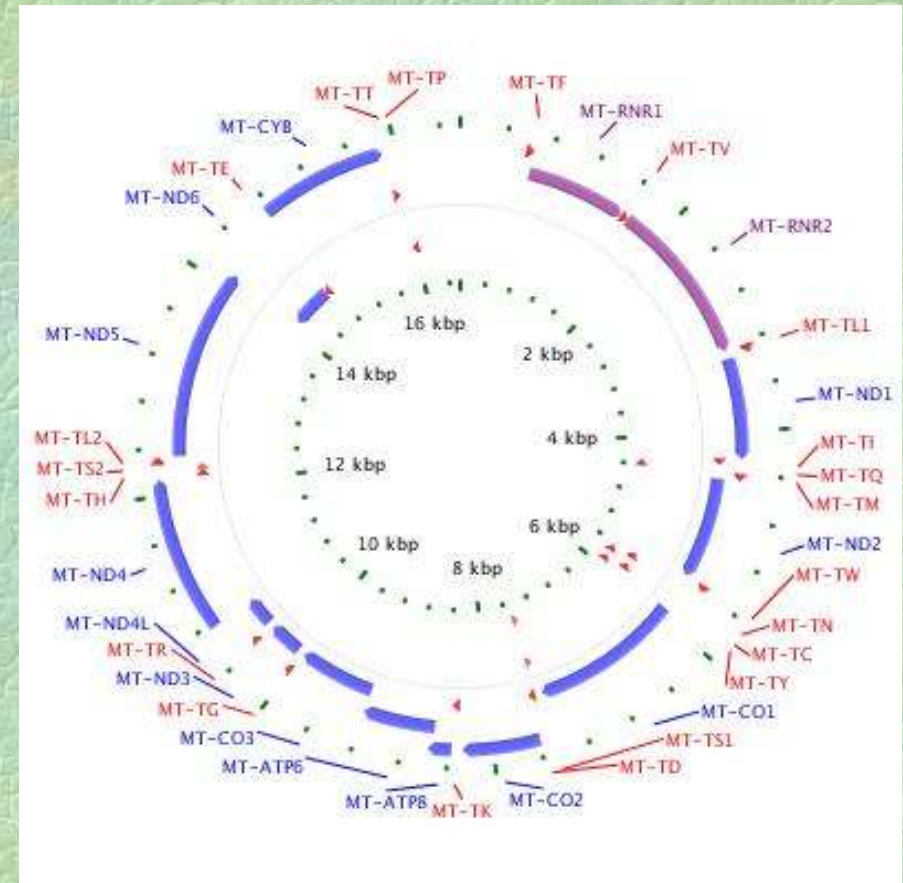 MT-TF
MT-RNR1
MT-TV
MT-RNR2
MT-TL1
MT-ND1
MT-TI
MT-TQ
MT-TM
MT-ND2
MT-TW
MT-TN
MT-TC
MT-TY
MT-CO1
MT-TS1
MT-TD
MT-CO2
MT-TK
MT-ATP8
MT-ATP6
MT-CO3
MT-TG
MT-ND3
MT-TR
MT-ND4L
MT-ND4
MT-TH
MT-TS2
MT-TL2
MT-ND5
MT-ND6
MT-TE
MT-CYB
MT-TT
MT-TP
2 kbp
4 kbp
6 kbp
8 kbp
10 kbp
12 kbp
14 kbp
16 kbp